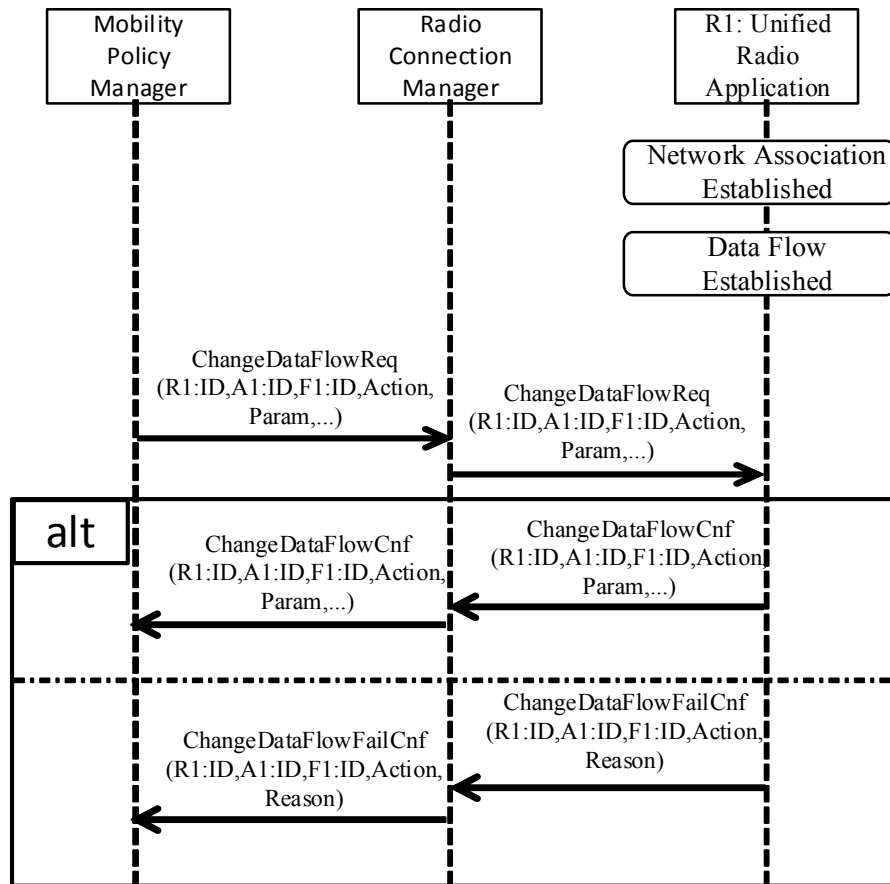 Mobility
Policy
Manager
Radio
Connection
Manager
R1: Unified
Radio
Application
Network Association
Established
Data Flow
Established
ChangeDataFlowReq
(R1:ID,A1:ID,F1:ID,Action,
Param,...)
ChangeDataFlowReq
(R1:ID,A1:ID,F1:ID,Action,
Param,...)
alt
ChangeDataFlowCnf
(R1:ID,A1:ID,F1:ID,Action,
Param,...)
ChangeDataFlowCnf
(R1:ID,A1:ID,F1:ID,Action,
Param,...)
ChangeDataFlowFailCnf
(R1:ID,A1:ID,F1:ID,Action,
Reason)
ChangeDataFlowFailCnf
(R1:ID,A1:ID,F1:ID,Action,
Reason)